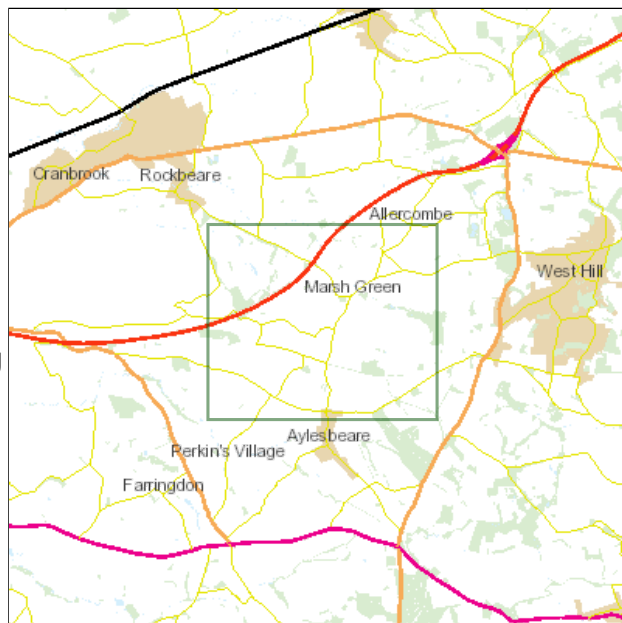 Cranbrook
Rockbeare
Allercombe
West Hill
Marsh Green
Aylesbeare
Perkin's Village
Farringdon